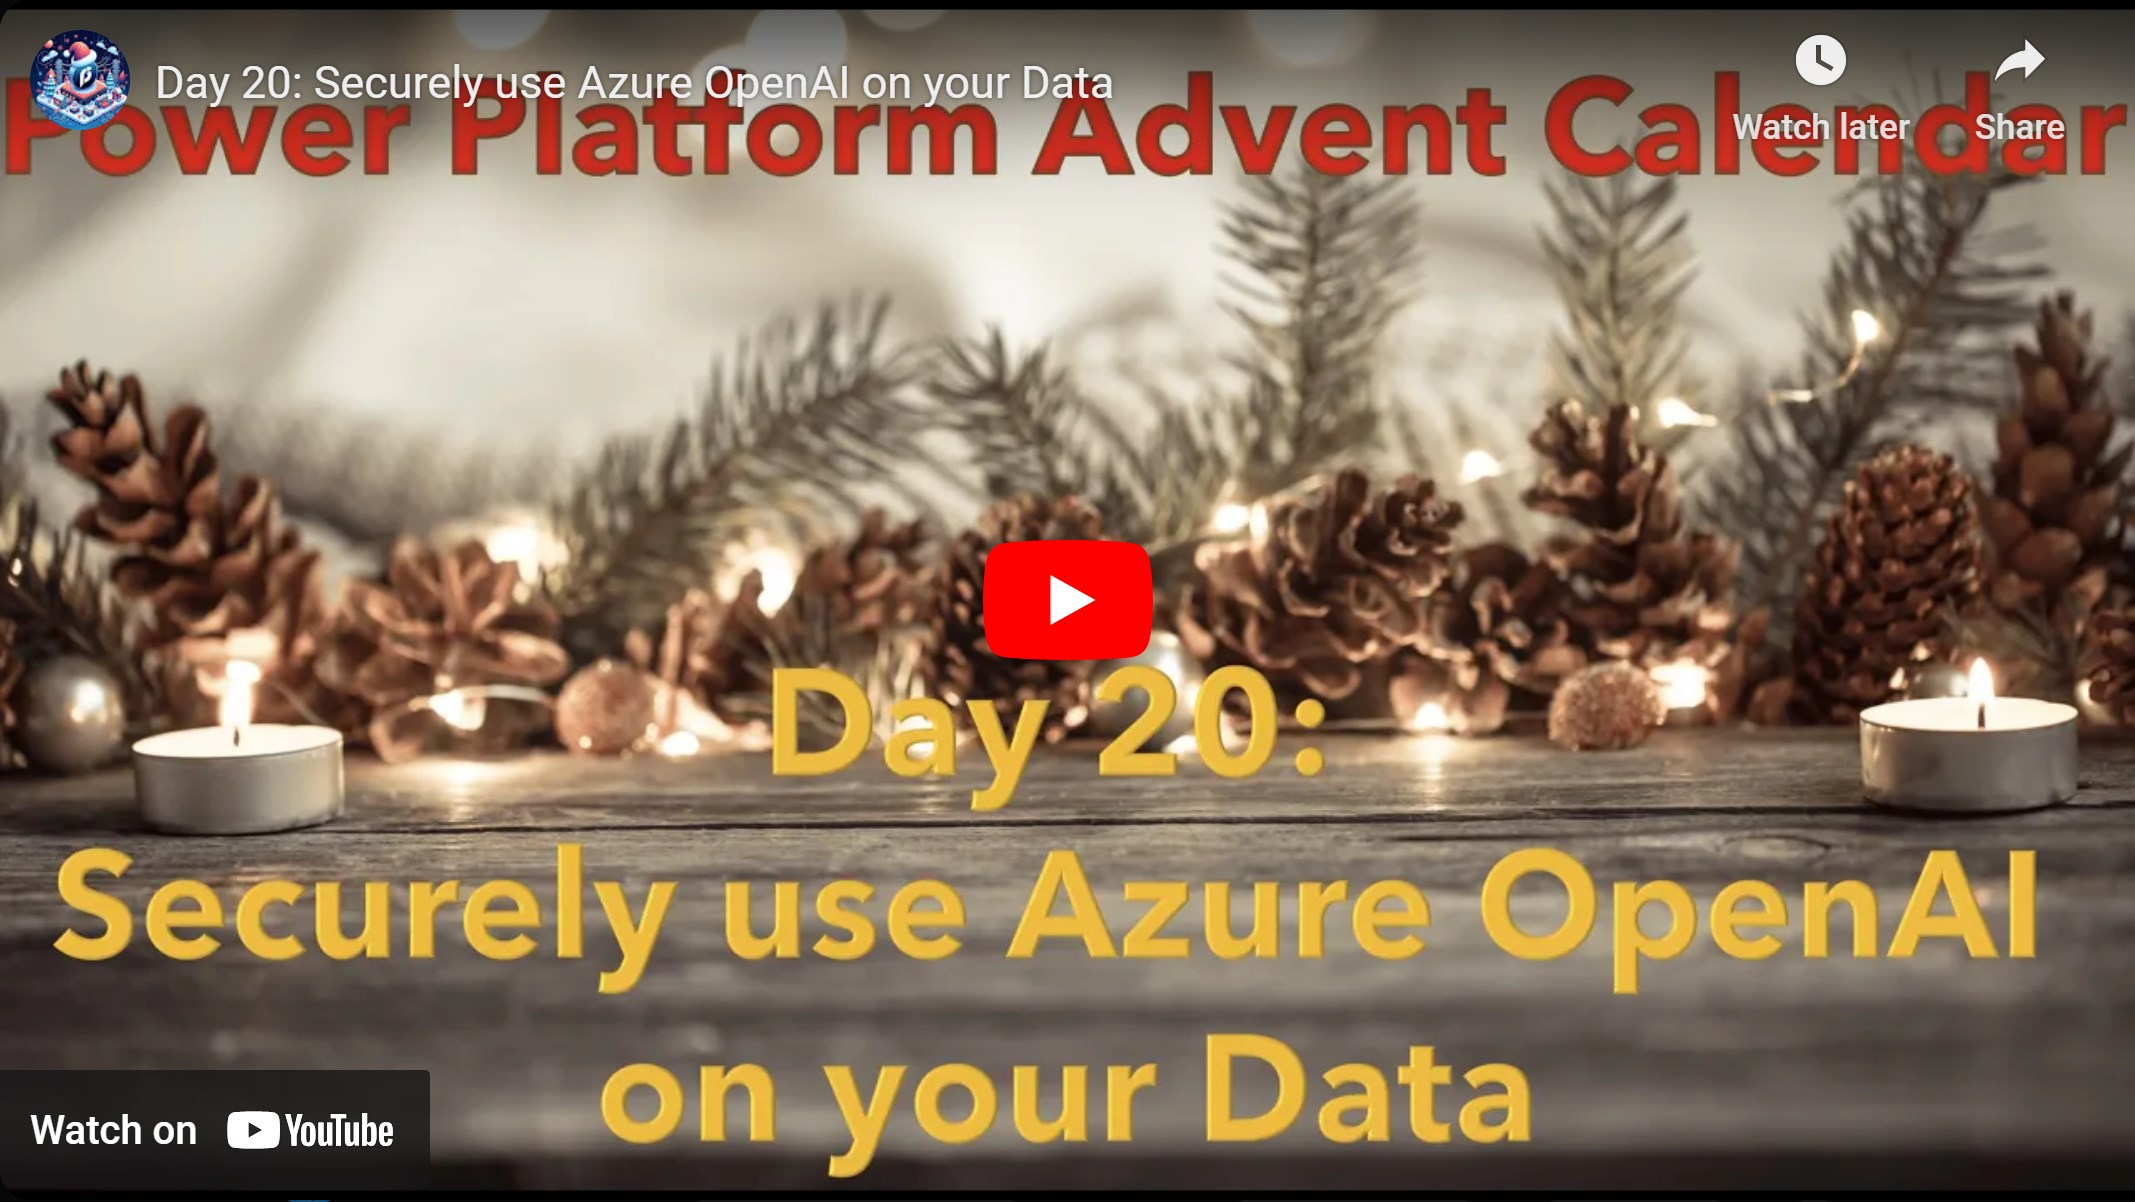 Day 20: Securely use Azure OpenAI on your Data
Watch later
Share
Power Platform Advent Calendar
Day 20:
Securely use Azure OpenAI
on your Data
Watch on YouTube